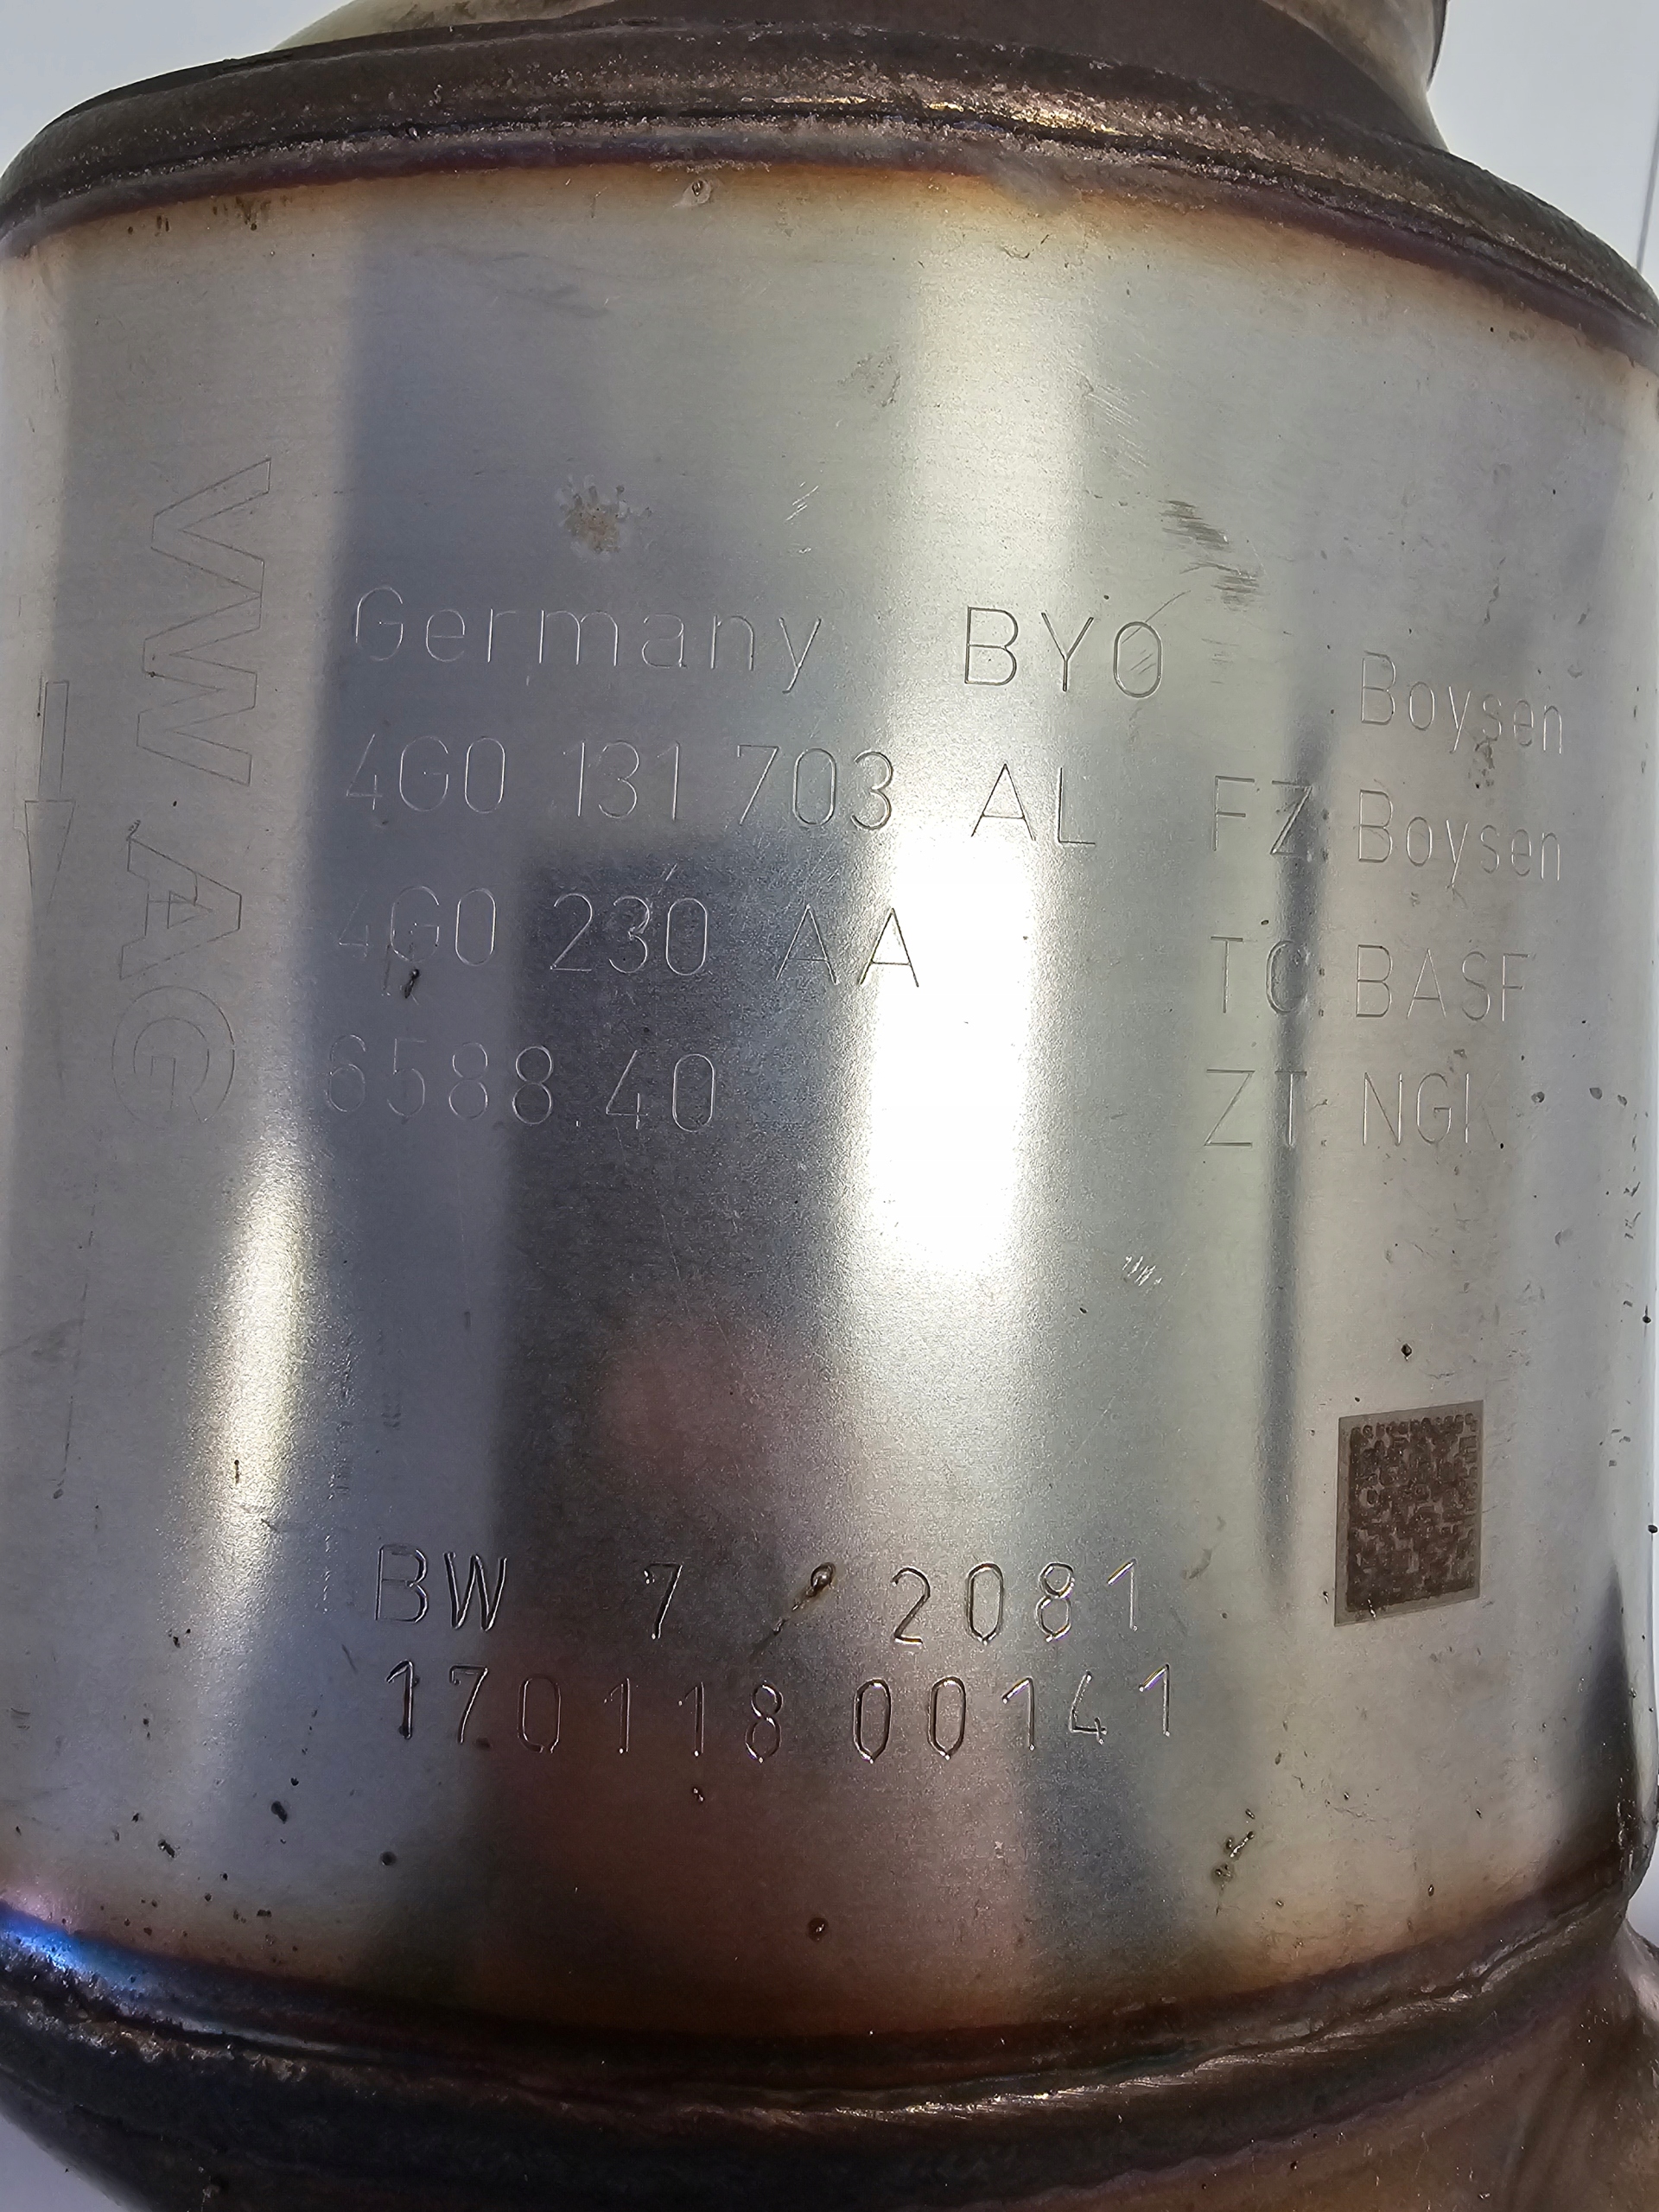 VW AG
Germany BYO
4G0 131 703 AL
4G0 230 AA
6588.40
Boysen
FZ: Boysen
TC: BASF
ZT: NGK
BW 7 / 2081
170118 00141